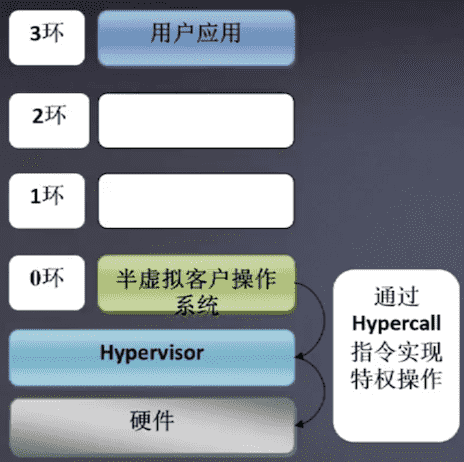 3环
用户应用
2环
1环
0环
半虚拟客户操作
系统
Hypervisor
硬件
通过
Hypercall
指令实现
特权操作